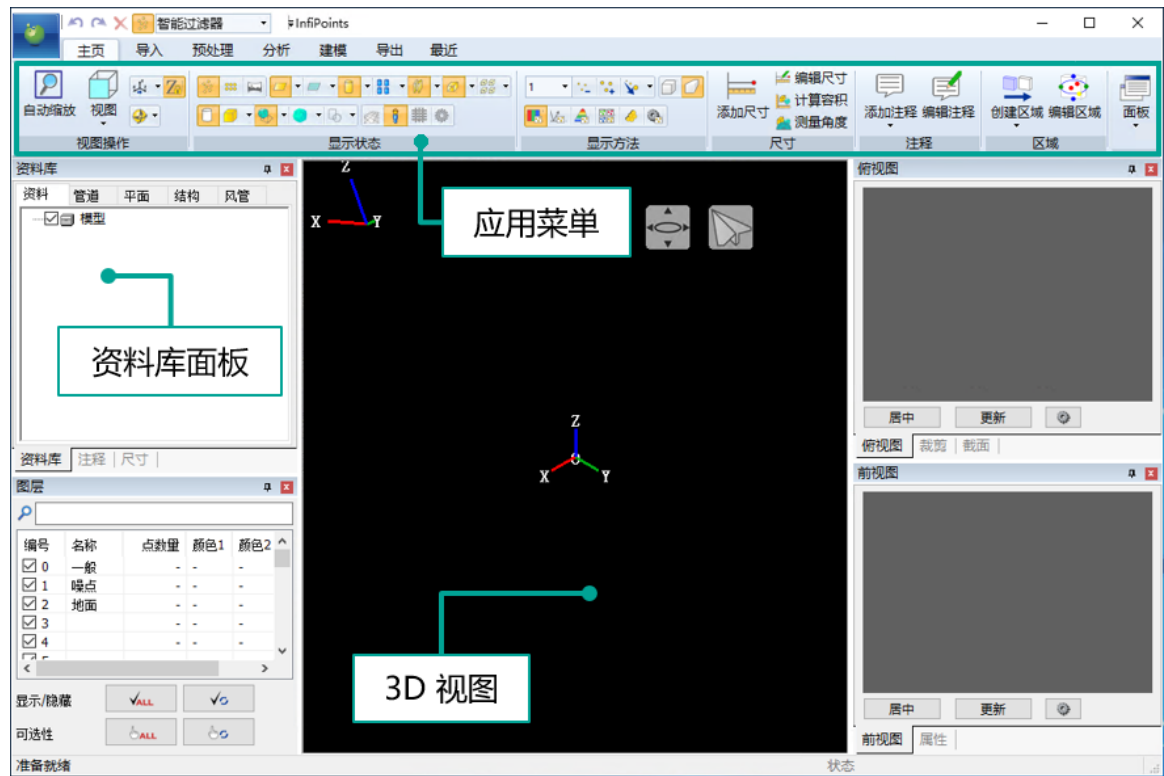 智能过滤器
InfiPoints
主页 导入 预处理 分析 建模 导出 最近
自动缩放 视图
1
添加尺寸
编辑尺寸
计算容积
测量角度
添加注释 编辑注释
创建区域 编辑区域
面板
视图操作 显示状态 显示方法 尺寸 注释 区域
资料库
资料 管道 平面 结构 风管
模型
资料库面板
资料库 注释 尺寸
图层
编号 名称 点数量 颜色1 颜色2
0 一般 - - -
1 噪点 - - -
2 地面 - - -
3 - - -
4 - - -
显示/隐藏 ALL
可选性 ALL
准备就绪
Z
X Y
应用菜单
Z
X Y
3D 视图
俯视图
居中 更新
俯视图 裁剪 截面
前视图
居中 更新
前视图 属性
状态